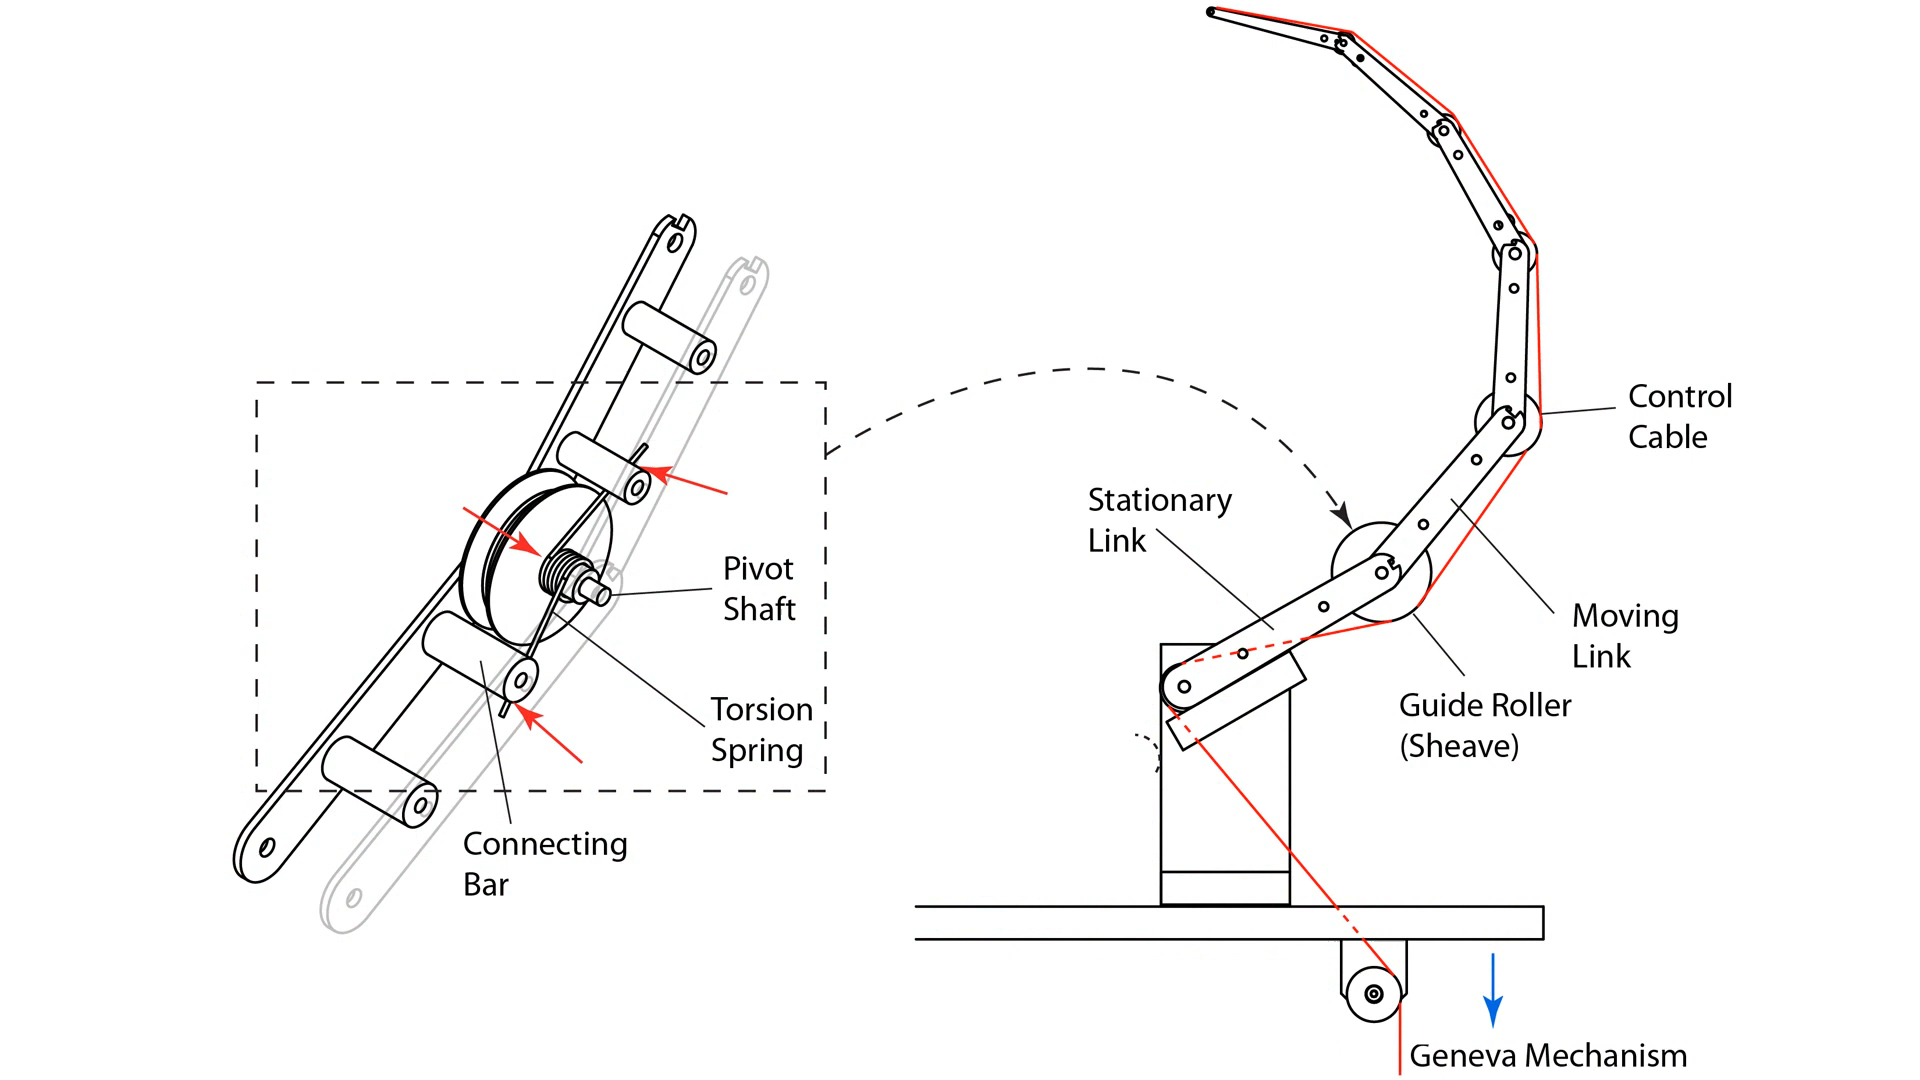 Control
Cable
Stationary
Link
Pivot
Shaft
Moving
Link
Torsion
Spring
Guide Roller
(Sheave)
Connecting
Bar
Geneva Mechanism